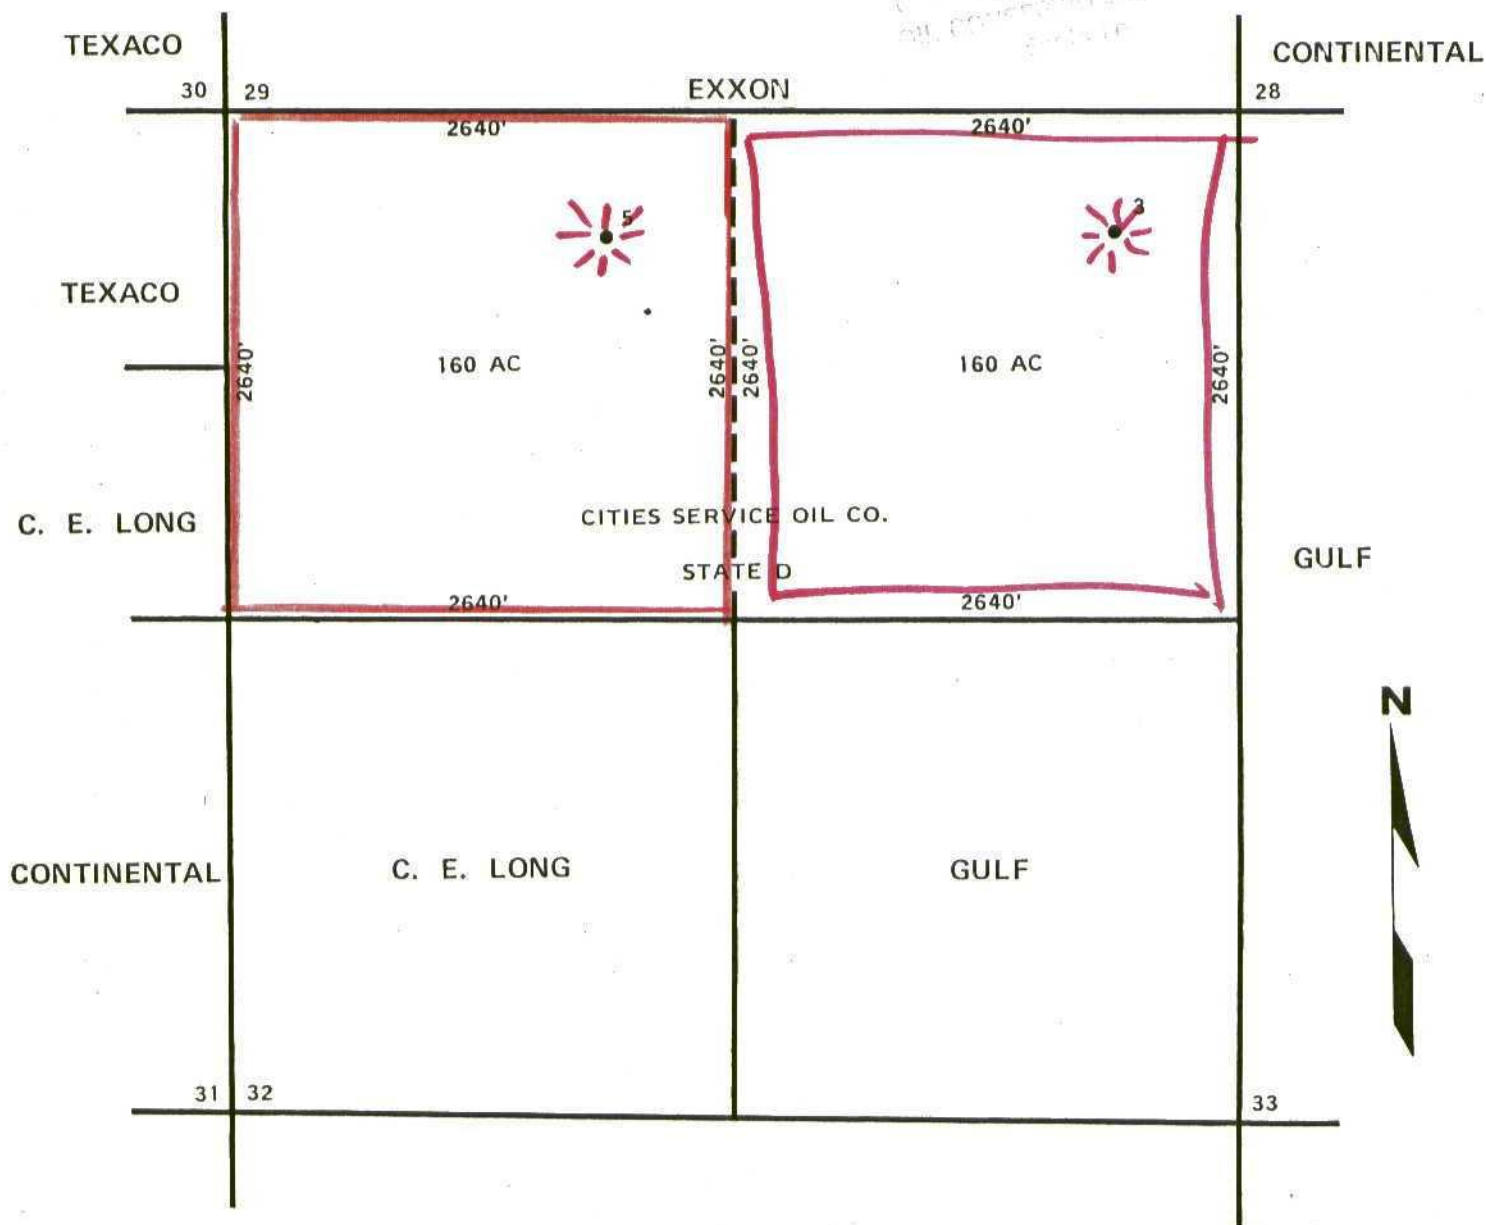 TEXACO
CONTINENTAL
EXXON
30 29
28
2640'
2640'
5
3
TEXACO
2640'
160 AC
2640'
2640'
160 AC
2640'
C. E. LONG
CITIES SERVICE OIL CO.
GULF
STATE D
2640'
2640'
N
CONTINENTAL
C. E. LONG
GULF
31 32
33